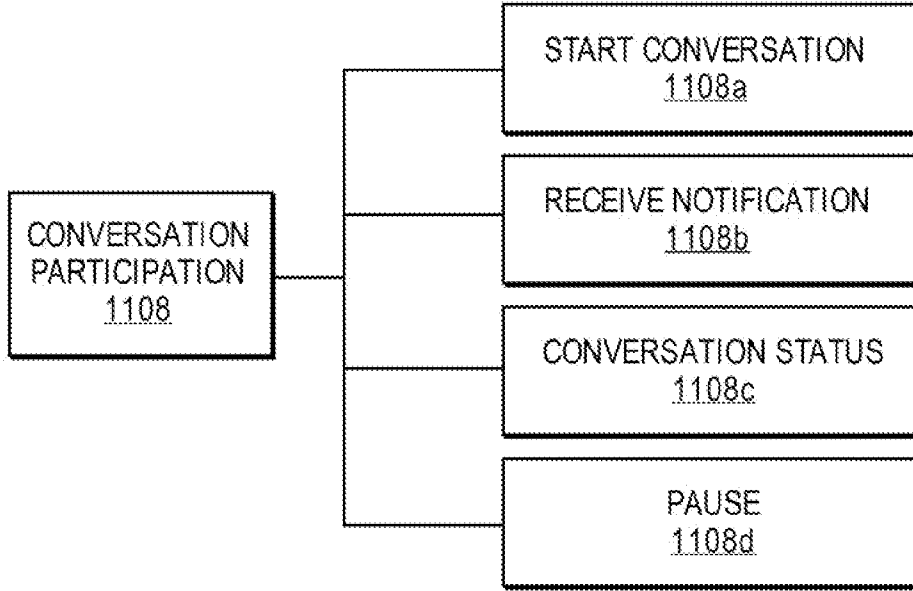 START CONVERSATION
1108a
RECEIVE NOTIFICATION
1108b
CONVERSATION
PARTICIPATION
1108
CONVERSATION STATUS
1108c
PAUSE
1108d